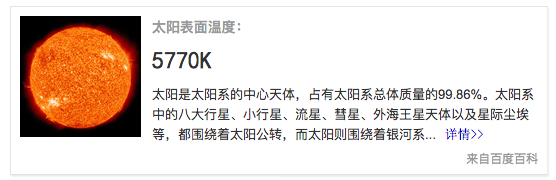 太阳表面温度：
5770K
太阳是太阳系的中心天体，占有太阳系总体质量的99.86%。太阳系
中的八大行星、小行星、流星、彗星、外海王星天体以及星际尘埃
等，都围绕着太阳公转，而太阳则围绕着银河系... 详情>>
来自百度百科